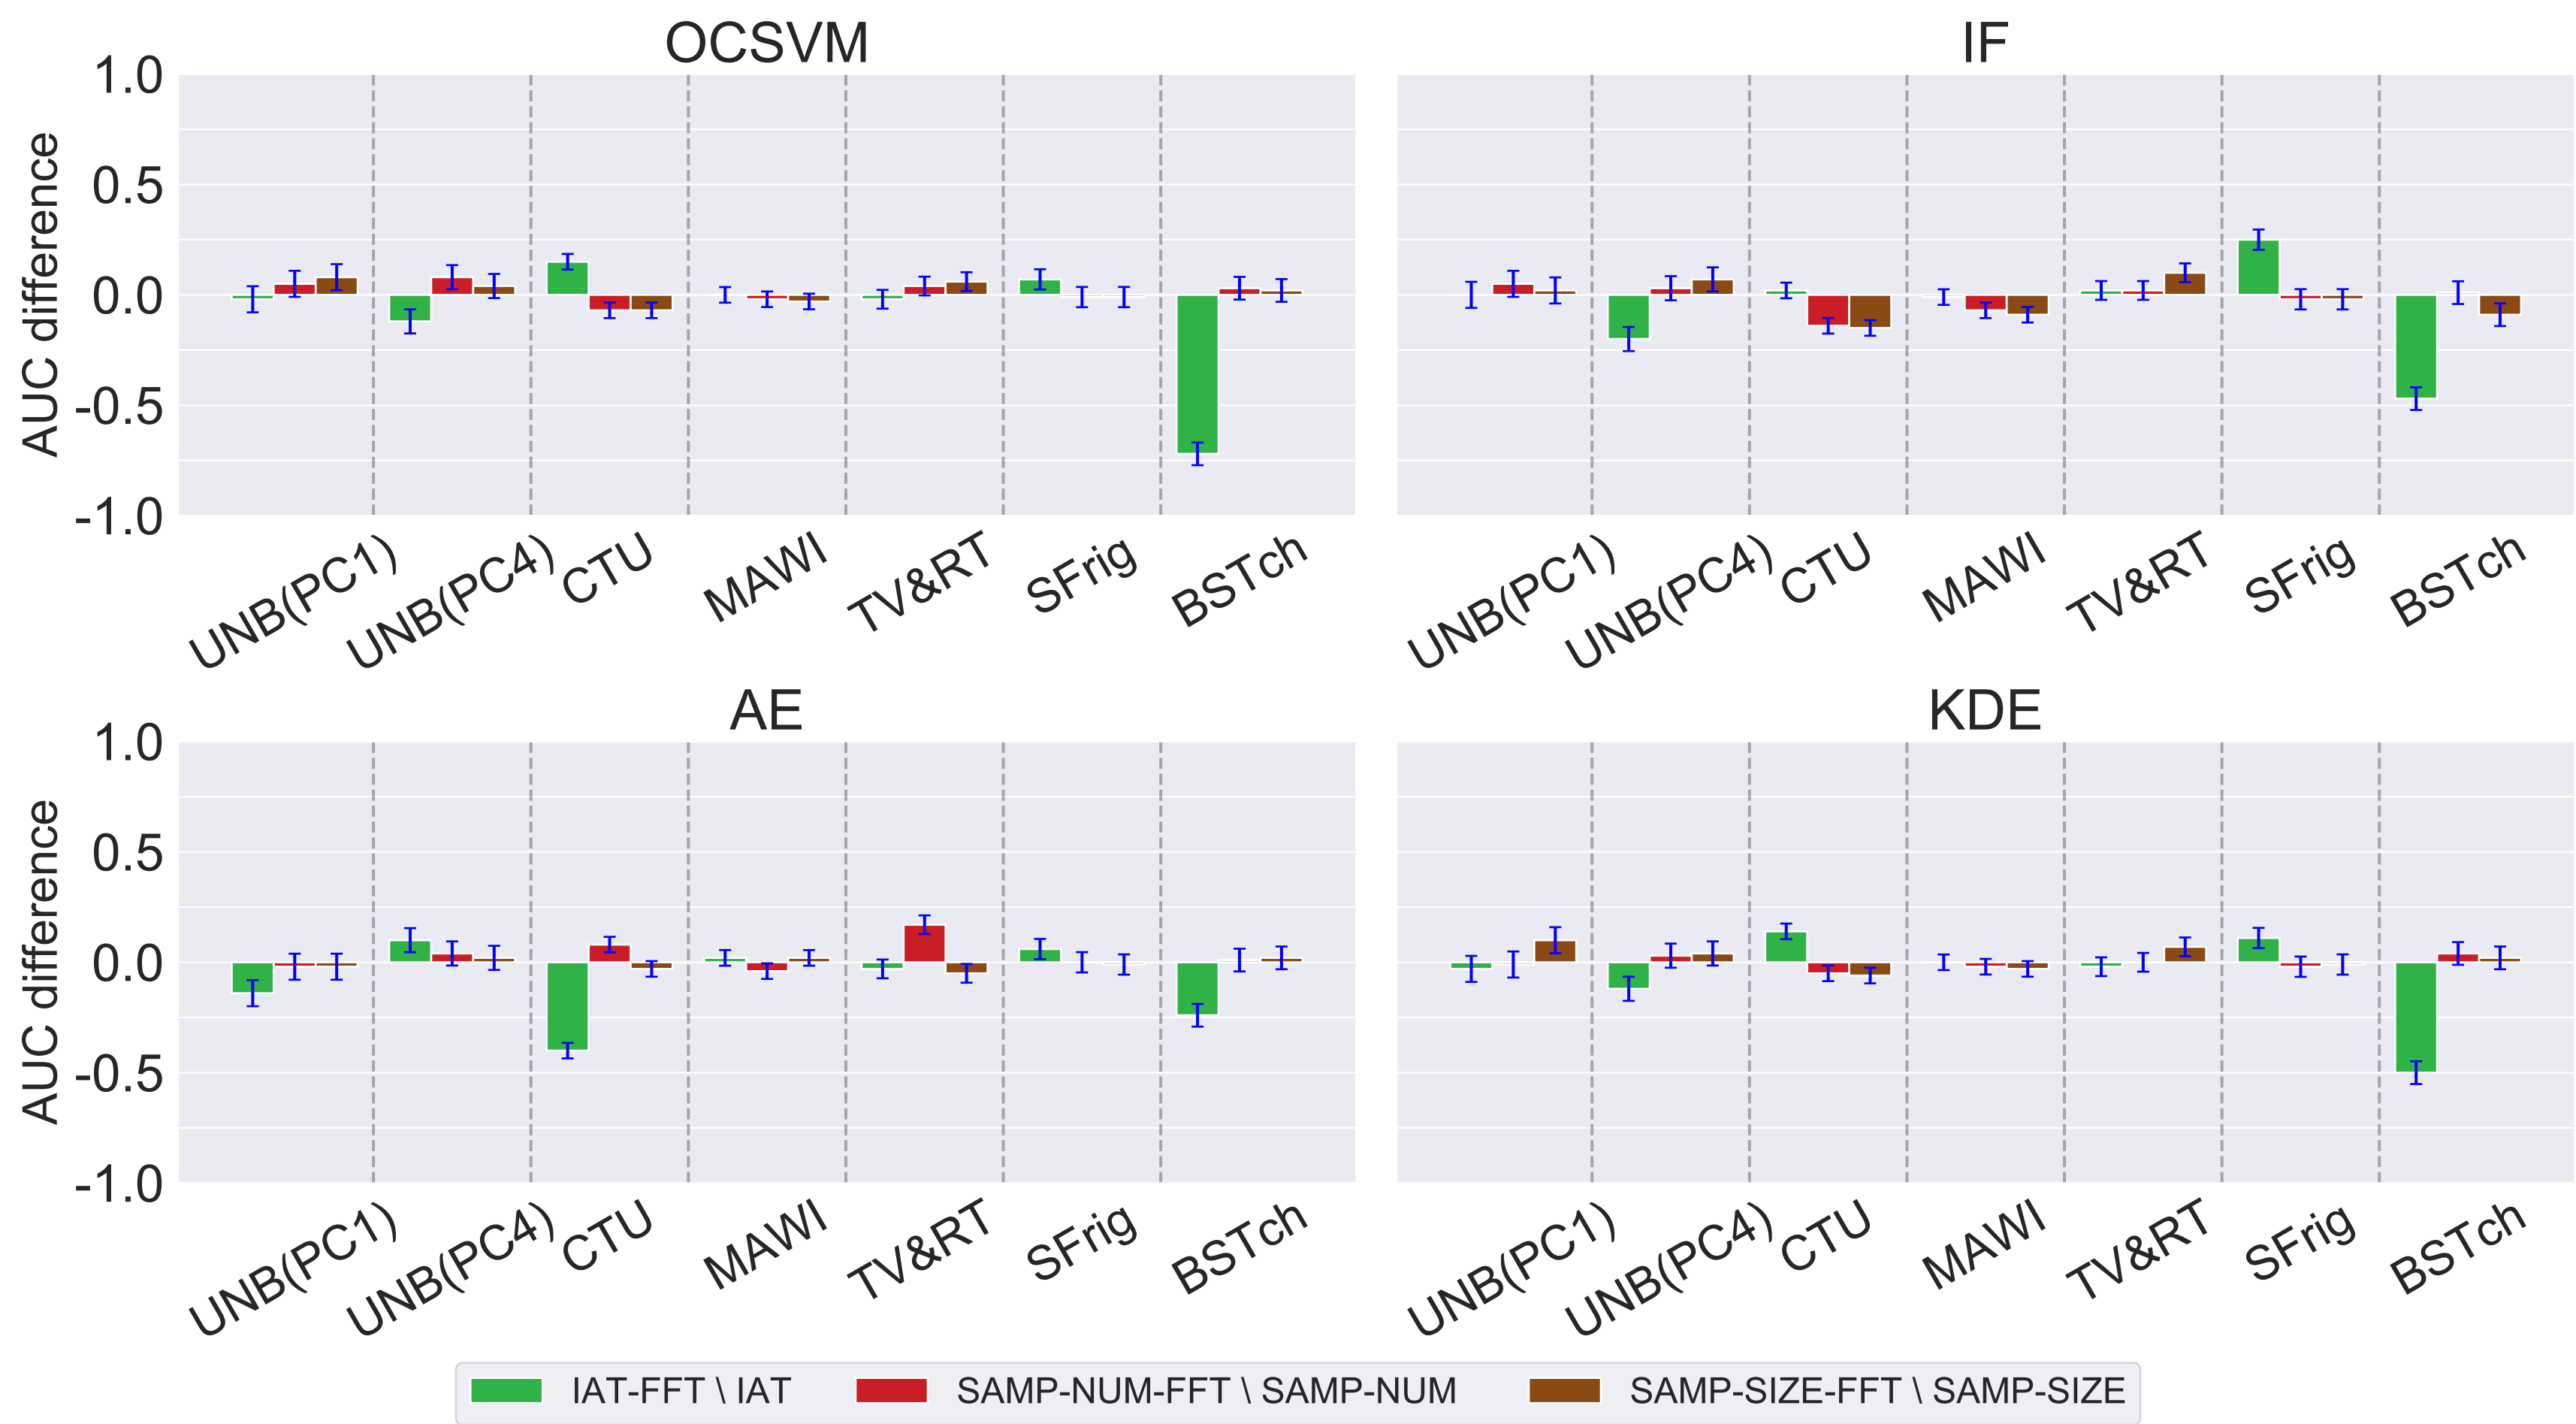 OCSVM
IF
1.0
0.5
0.0
-0.5
-1.0
AUC difference
UNB(PC1)
UNB(PC4)
CTU
MAWI
TV&RT
SFrig
BSTch
UNB(PC1)
UNB(PC4)
CTU
MAWI
TV&RT
SFrig
BSTch
AE
KDE
1.0
0.5
0.0
-0.5
-1.0
AUC difference
UNB(PC1)
UNB(PC4)
CTU
MAWI
TV&RT
SFrig
BSTch
UNB(PC1)
UNB(PC4)
CTU
MAWI
TV&RT
SFrig
BSTch
IAT-FFT \ IAT
SAMP-NUM-FFT \ SAMP-NUM
SAMP-SIZE-FFT \ SAMP-SIZE